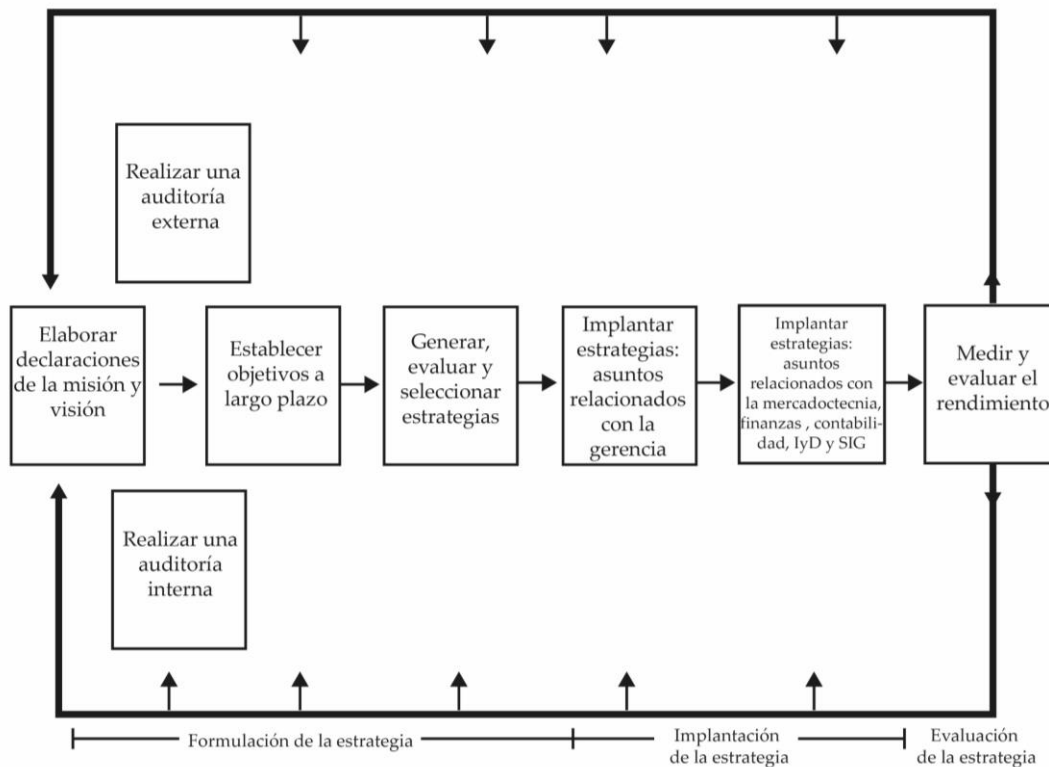 Realizar una
auditoría
externa
Elaborar
declaraciones
de la misión y
visión
Establecer
objetivos a
largo plazo
Generar,
evaluar y
seleccionar
estrategias
Implantar
estrategias:
asuntos
relacionados
con la
gerencia
Implantar
estrategias:
asuntos
relacionados con
la mercadoctecnia,
finanzas , contabili-
dad, IyD y SIG
Medir y
evaluar el
rendimiento
Realizar una
auditoría
interna
Formulación de la estrategia
Implantación
de la estrategia
Evaluación
de la estrategia